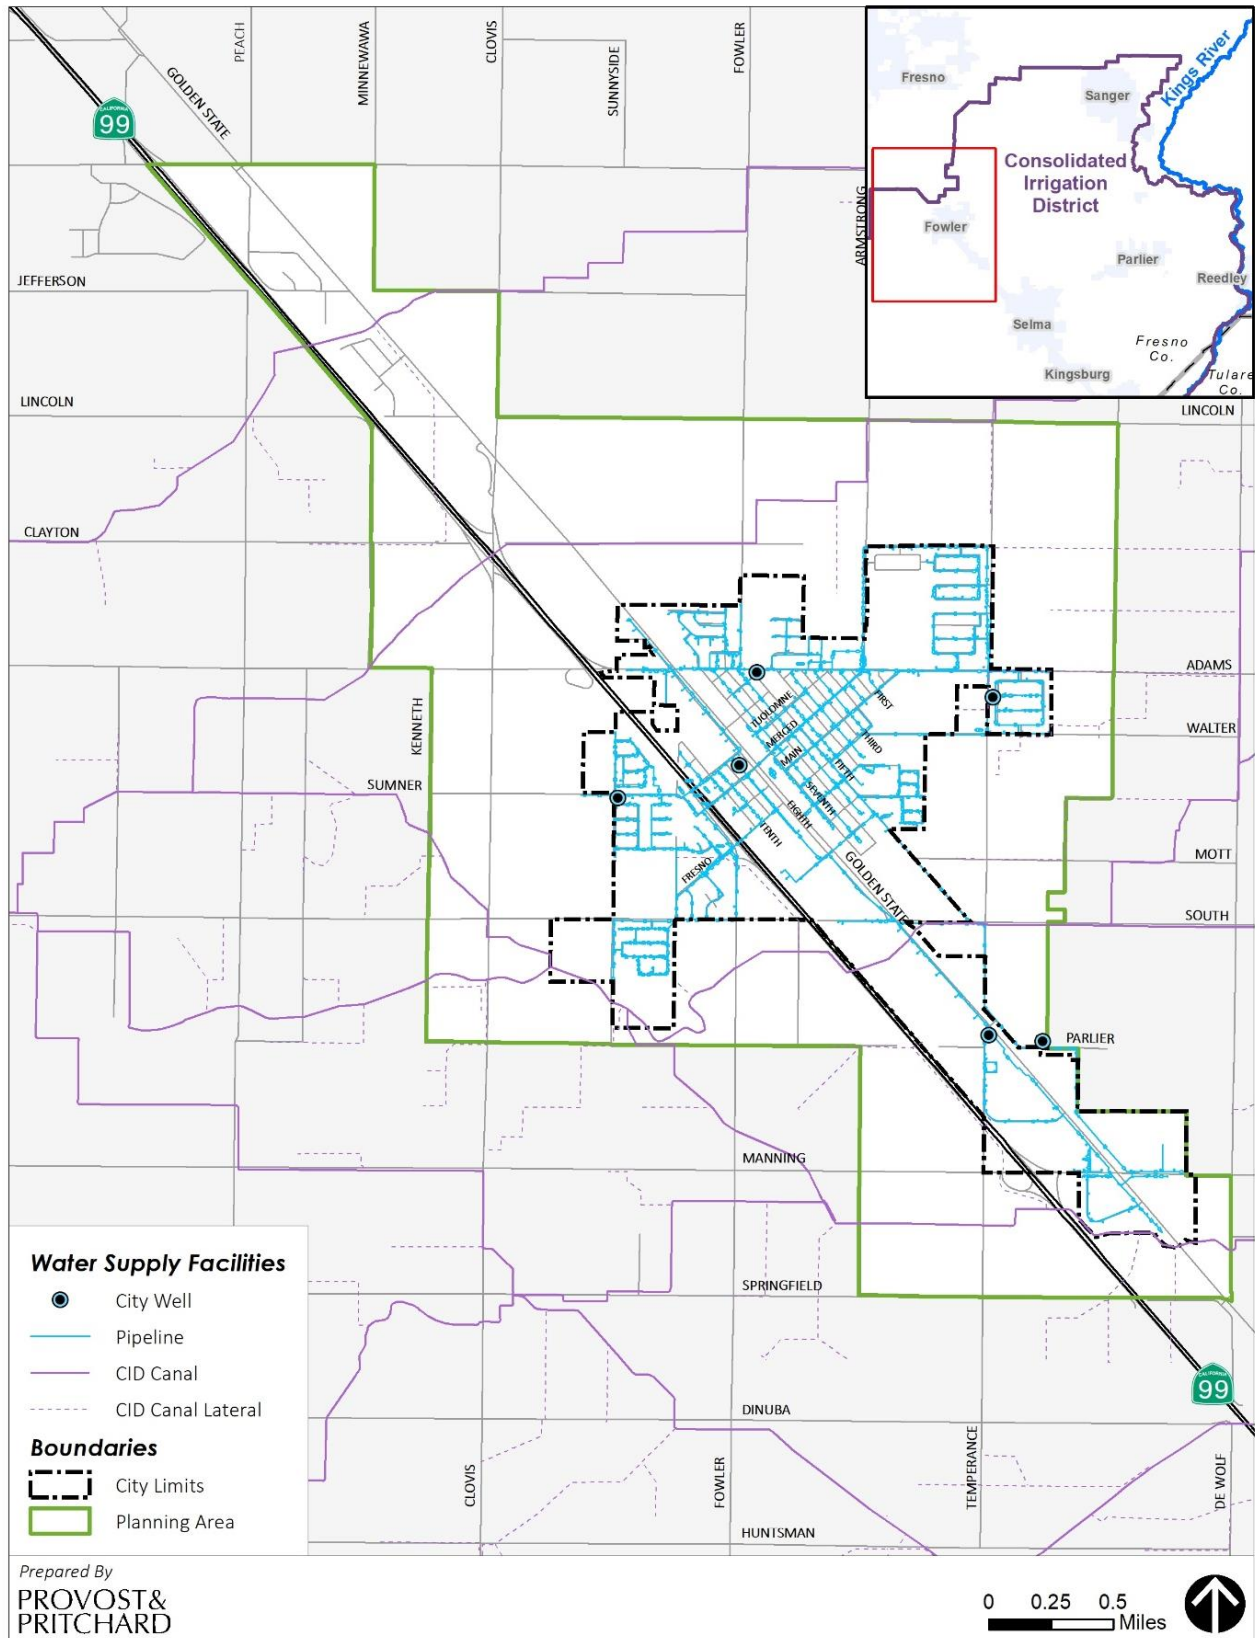 PEACH
MINNEWAWA
CLOVIS
SUNNYSIDE
FOWLER
GOLDEN STATE
CALIFORNIA
99
Fresno
Sanger
Kings River
Consolidated
Irrigation
District
ARMSTRONG
Fowler
Parlier
Reedley
Selma
Fresno
Co.
Kingsburg
Tulare
Co.
JEFFERSON
LINCOLN
LINCOLN
CLAYTON
ADAMS
KENNETH
TUOLOMNE
FIRST
MERCED
WALTER
MAIN
THIRD
SUMNER
FIFTH
SEVENTH
EIGHTH
TENTH
MOTT
FRESNO
GOLDEN STATE
SOUTH
PARLIER
MANNING
SPRINGFIELD
DINUBA
CALIFORNIA
99
CLOVIS
FOWLER
TEMPERANCE
DE WOLF
HUNTSMAN
Water Supply Facilities
City Well
Pipeline
CID Canal
CID Canal Lateral
Boundaries
City Limits
Planning Area
Prepared By
PROVOST&
PRITCHARD
0 0.25 0.5
Miles